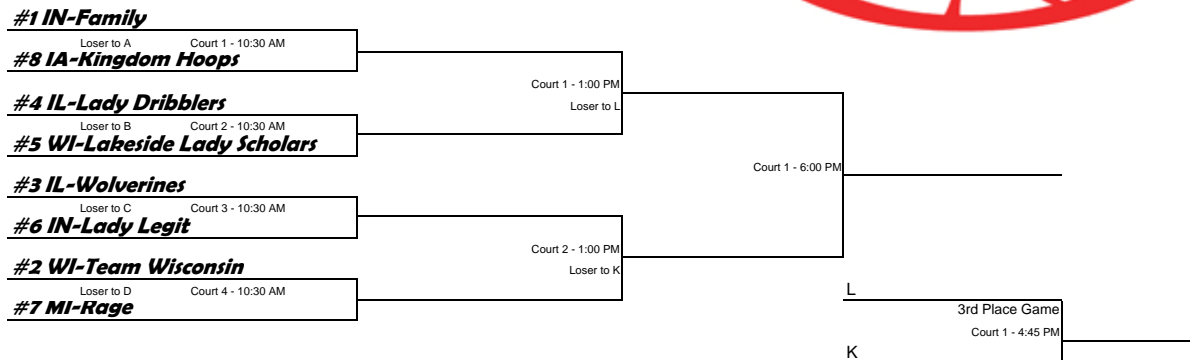 #1 IN-Family
Loser to A Court 1 - 10:30 AM
#8 IA-Kingdom Hoops
Court 1 - 1:00 PM
#4 IL-Lady Dribblers
Loser to L
Loser to B Court 2 - 10:30 AM
#5 WI-Lakeside Lady Scholars
Court 1 - 6:00 PM
#3 IL-Wolverines
Loser to C Court 3 - 10:30 AM
#6 IN-Lady Legit
Court 2 - 1:00 PM
#2 WI-Team Wisconsin
Loser to K
Loser to D Court 4 - 10:30 AM
L
#7 MI-Rage
3rd Place Game
Court 1 - 4:45 PM
K